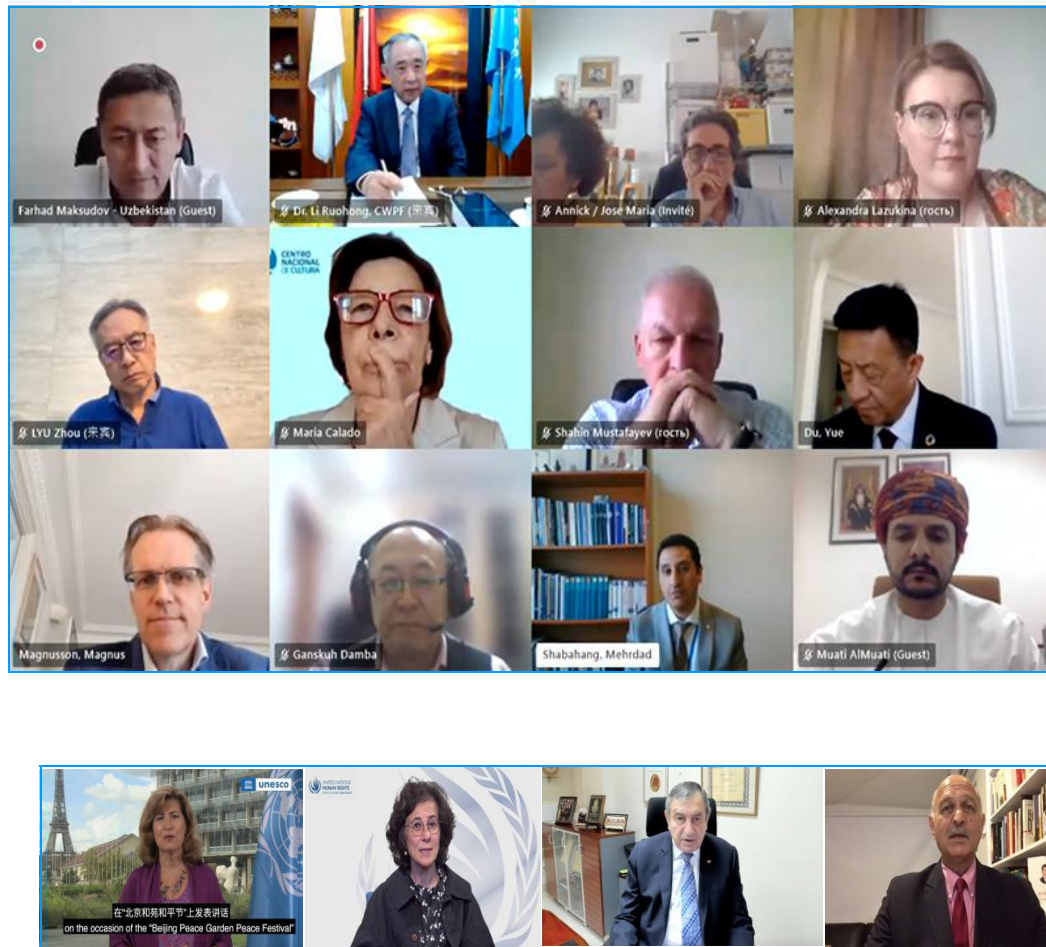 Farhad Maksudov - Uzbekistan (Guest)
Dr. Li Ruohong, CWPF (来宾)
Annick / Jose Maria (Invité)
Alexandra Lazukina (гость)
CENTRO
NACIONAL
DE CULTURA
LYU Zhou (来宾)
Maria Calado
Shahin Mustafayev (гость)
Du, Yue
Magnusson, Magnus
Ganskuh Damba
Shabahang, Mehrdad
Muati AlMuati (Guest)
unesco
UNITED NATIONS
HUMAN RIGHTS
在"北京和苑和平节"上发表讲话
on the occasion of the "Beijing Peace Garden Peace Festival"